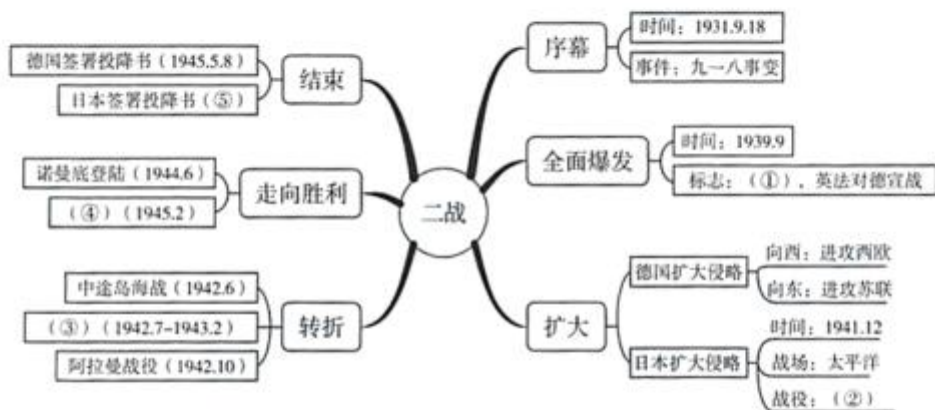 二战
序幕
时间：1931.9.18
事件：九一八事变
全面爆发
时间：1939.9
标志：（①），英法对德宣战
扩大
德国扩大侵略
向西：进攻西欧
向东：进攻苏联
日本扩大侵略
时间：1941.12
战场：太平洋
战役：（②）
转折
中途岛海战（1942.6）
（③）（1942.7-1943.2）
阿拉曼战役（1942.10）
走向胜利
诺曼底登陆（1944.6）
（④）（1945.2）
结束
德国签署投降书（1945.5.8）
日本签署投降书（⑤）